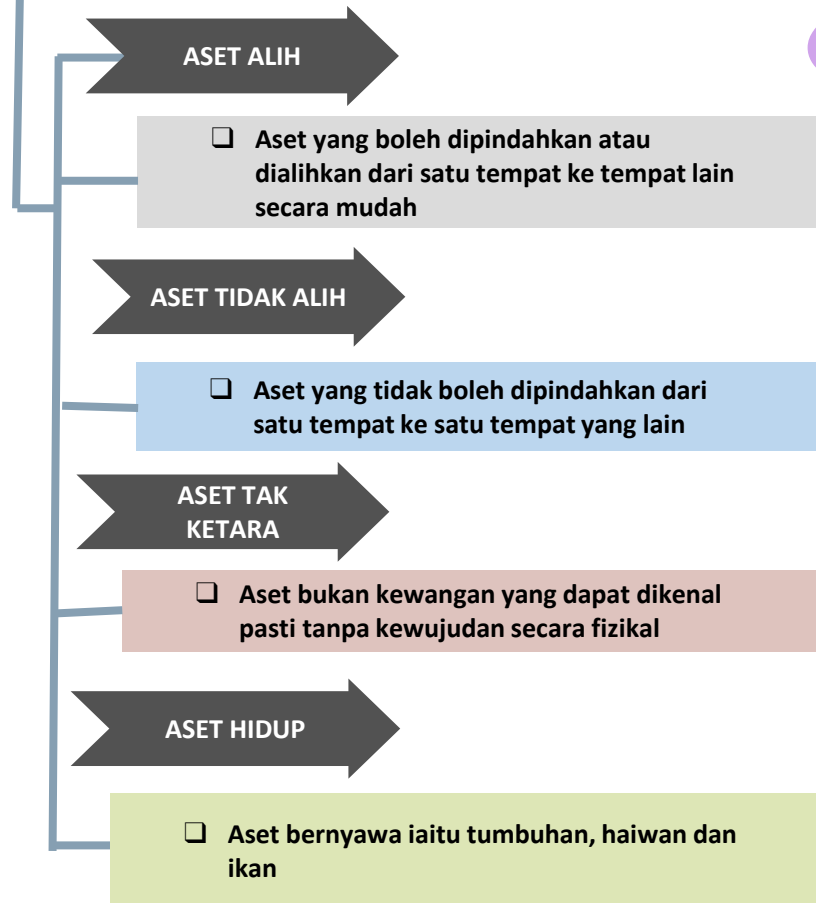 ASET ALIH
❑ Aset yang boleh dipindahkan atau
dialihkan dari satu tempat ke tempat lain
secara mudah
ASET TIDAK ALIH
❑ Aset yang tidak boleh dipindahkan dari
satu tempat ke satu tempat yang lain
ASET TAK
KETARA
❑ Aset bukan kewangan yang dapat dikenal
pasti tanpa kewujudan secara fizikal
ASET HIDUP
❑ Aset bernyawa iaitu tumbuhan, haiwan dan
ikan